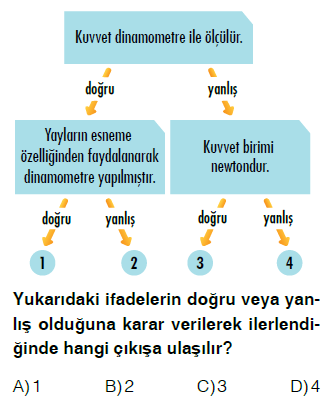 Kuvvet dinamometre ile ölçülür.
doğru yanlış
Yayların esneme
özelliğinden faydalanarak
dinamometre yapılmıştır.
Kuvvet birimi
newtondur.
doğru yanlış doğru yanlış
1 2 3 4
Yukarıdaki ifadelerin doğru veya yan-
lış olduğuna karar verilerek ilerlendi-
ğinde hangi çıkışa ulaşılır?
A) 1 B) 2 C) 3 D) 4